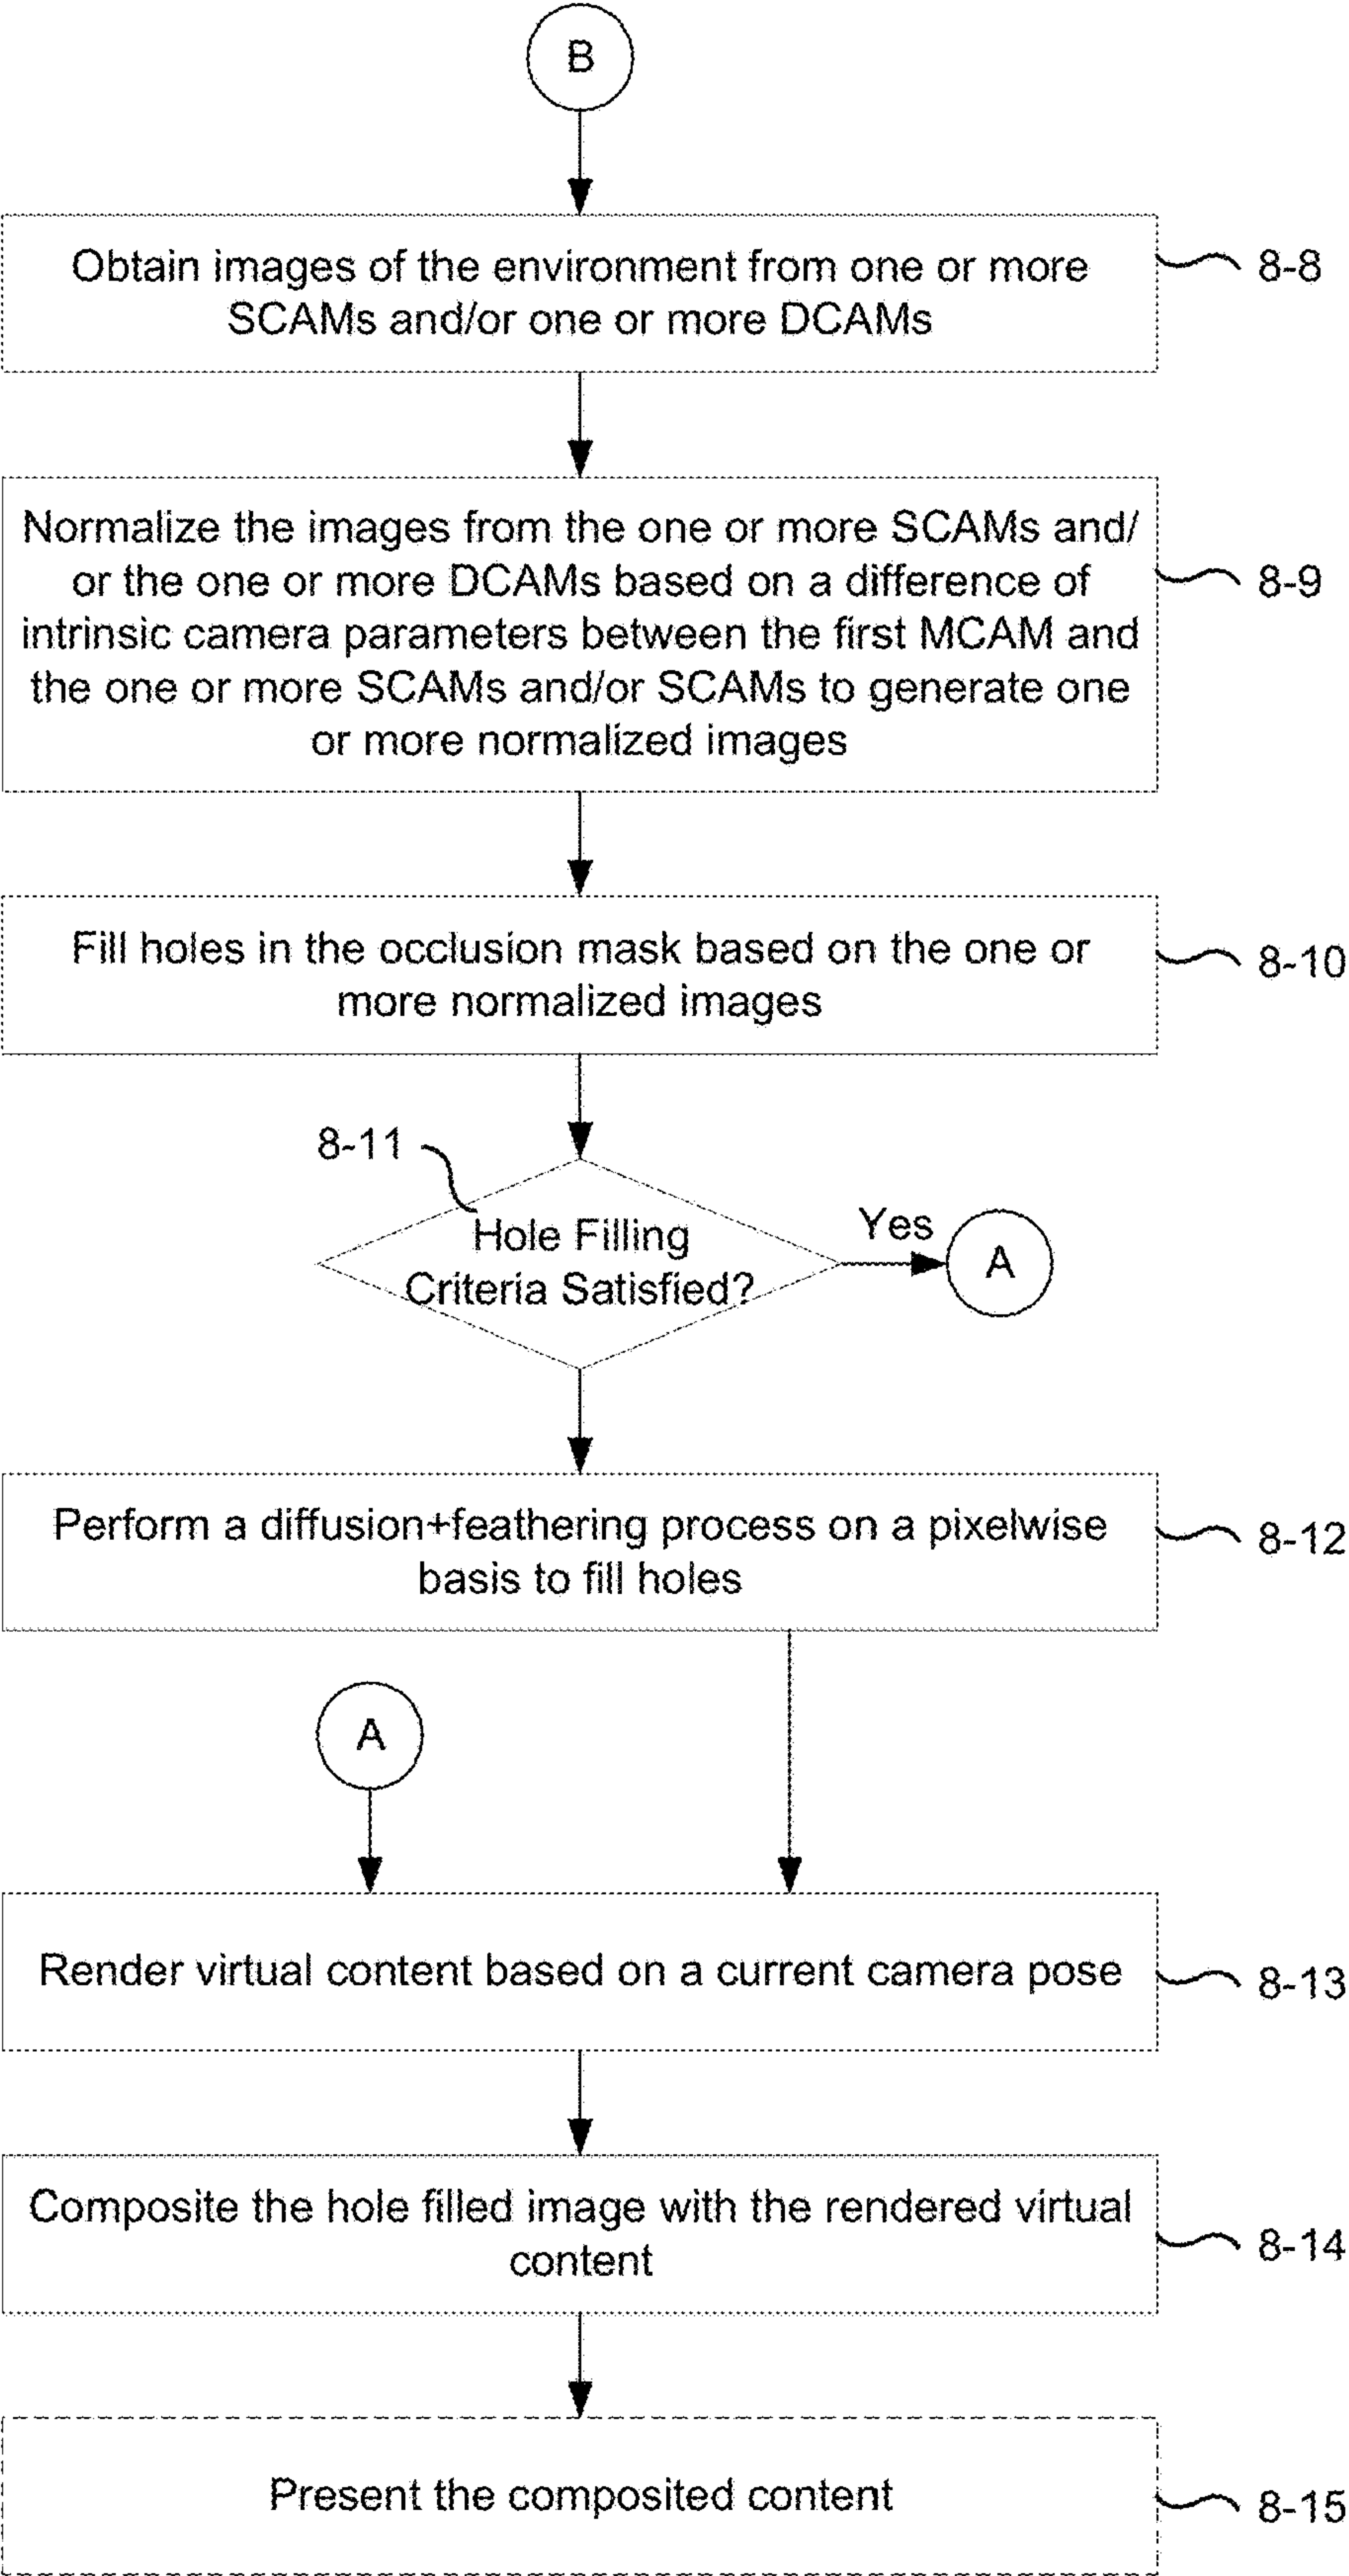 B
Obtain images of the environment from one or more
SCAMs and/or one or more DCAMs
8-8
Normalize the images from the one or more SCAMs and/
or the one or more DCAMs based on a difference of
intrinsic camera parameters between the first MCAM and
the one or more SCAMs and/or SCAMs to generate one
or more normalized images
8-9
Fill holes in the occlusion mask based on the one or
more normalized images
8-10
8-11
Hole Filling
Criteria Satisfied?
Yes
A
Perform a diffusion+feathering process on a pixelwise
basis to fill holes
8-12
A
Render virtual content based on a current camera pose
8-13
Composite the hole filled image with the rendered virtual
content
8-14
Present the composited content
8-15